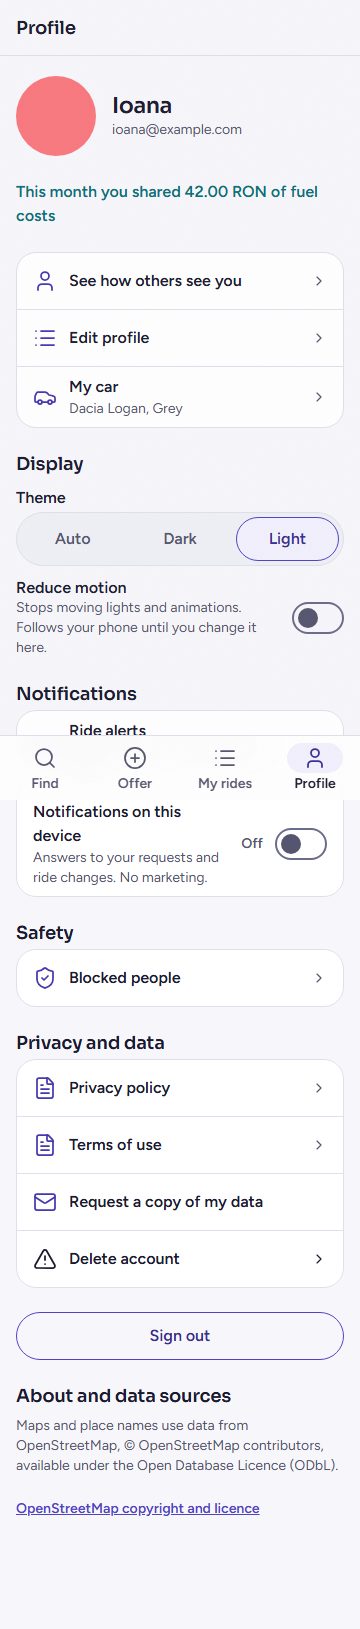 Profile
Ioana
ioana@example.com
This month you shared 42.00 RON of fuel
costs
See how others see you
Edit profile
My car
Dacia Logan, Grey
Display
Theme
Auto
Dark
Light
Reduce motion
Stops moving lights and animations.
Follows your phone until you change it
here.
Notifications
Ride alerts
Find
Offer
My rides
Profile
Notifications on this
device
Answers to your requests and
ride changes. No marketing.
Off
Safety
Blocked people
Privacy and data
Privacy policy
Terms of use
Request a copy of my data
Delete account
Sign out
About and data sources
Maps and place names use data from
OpenStreetMap, © OpenStreetMap contributors,
available under the Open Database Licence (ODbL).
OpenStreetMap copyright and licence